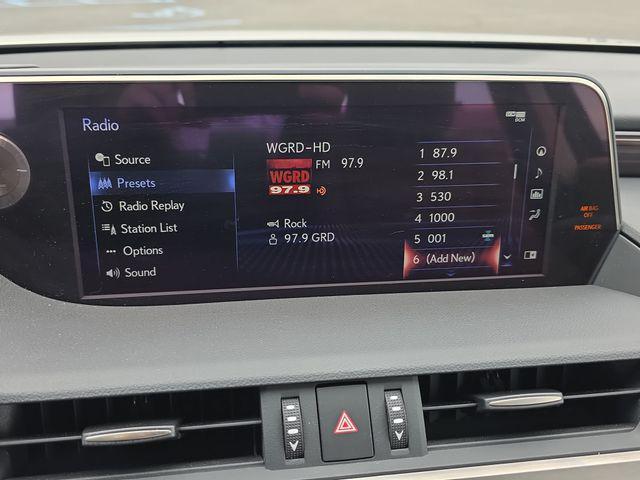 Radio
DCM
Source
Presets
Radio Replay
Station List
Options
Sound
WGRD-HD
FM 97.9
WGRD
97.9
Rock
97.9 GRD
1 87.9
2 98.1
3 530
4 1000
5 001
6 (Add New)
AIR BAG
OFF
PASSENGER